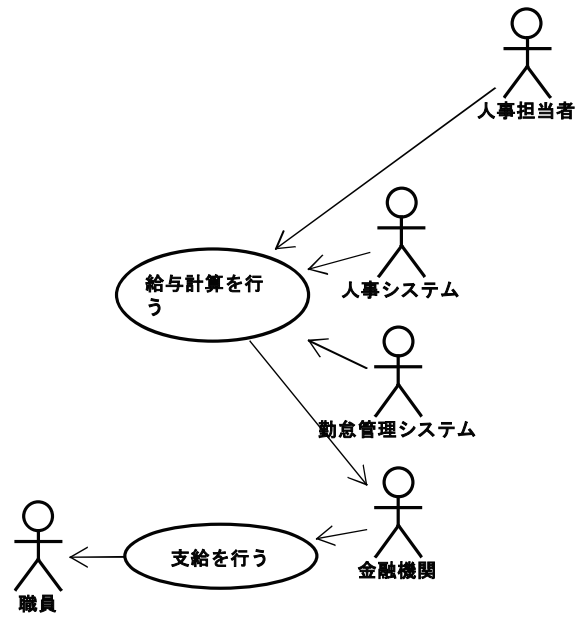 人事担当者
給与計算を行
う
人事システム
勤怠管理システム
支給を行う
金融機関
職員